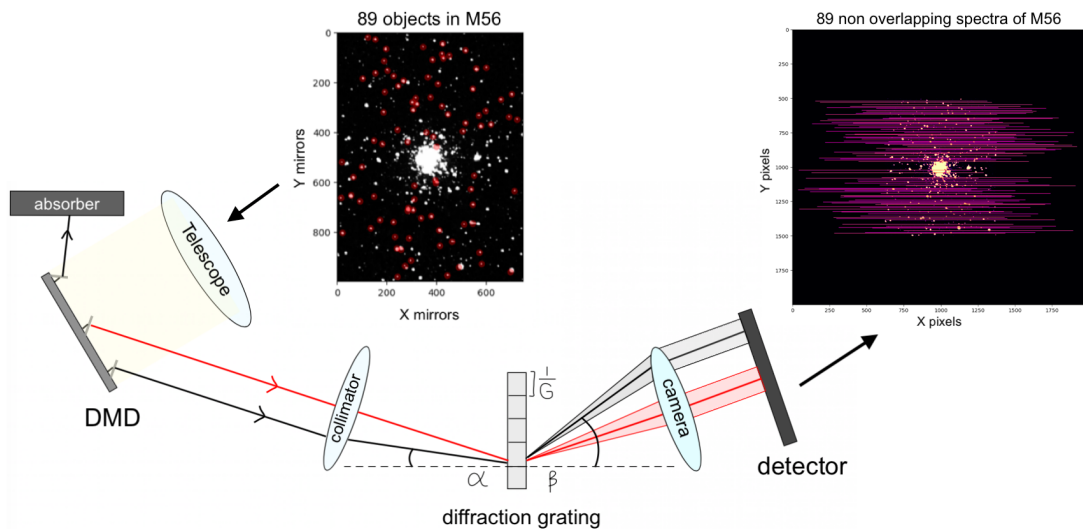 89 objects in M56
0
200
400
600
800
Y mirrors
0
200
400
600
X mirrors
89 non overlapping spectra of M56
0
250
500
750
1000
1250
1500
1750
Y pixels
0
250
500
750
1000
1250
1500
1750
X pixels
absorber
Telescope
DMD
collimator
1
G
α
β
camera
detector
diffraction grating